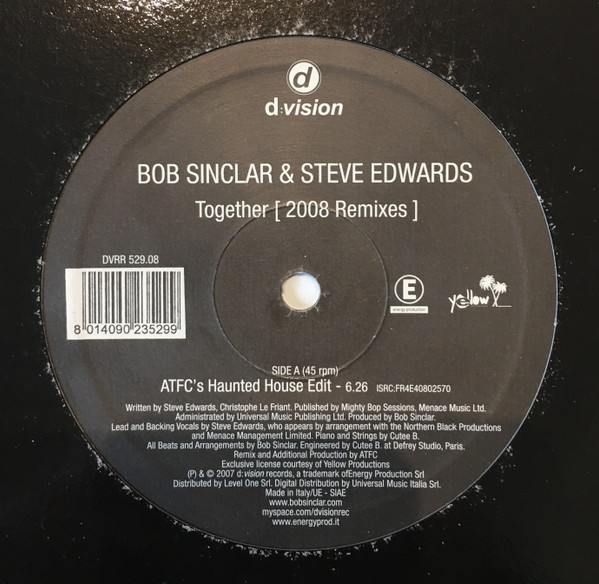 d
d:vision
BOB SINCLAR & STEVE EDWARDS
Together [ 2008 Remixes ]
DVRR 529.08
8 014090 235299
E
energy production
yellow
SIDE A (45 rpm)
ATFC's Haunted House Edit - 6.26 ISRC:FR4E40802570
Written by Steve Edwards, Christophe Le Friant. Published by Mighty Bop Sessions, Menace Music Ltd.
Administrated by Universal Music Publishing Ltd. Produced by Bob Sinclar.
Lead and Backing Vocals by Steve Edwards, who appears by arrangement with the Northern Black Productions
and Menace Management Limited. Piano and Strings by Cutee B.
All Beats and Arrangements by Bob Sinclar. Engineered by Cutee B. at Defrey Studio, Paris.
Remix and Additional Production by ATFC
Exclusive license courtesy of Yellow Productions
(P) & © 2007 d:vision records, a trademark ofEnergy Production Srl
Distributed by Level One Srl. Digital Distribution by Universal Music Italia Srl.
Made in Italy/UE - SIAE
www.bobsinclar.com
myspace.com/dvisionrec
www.energyprod.it